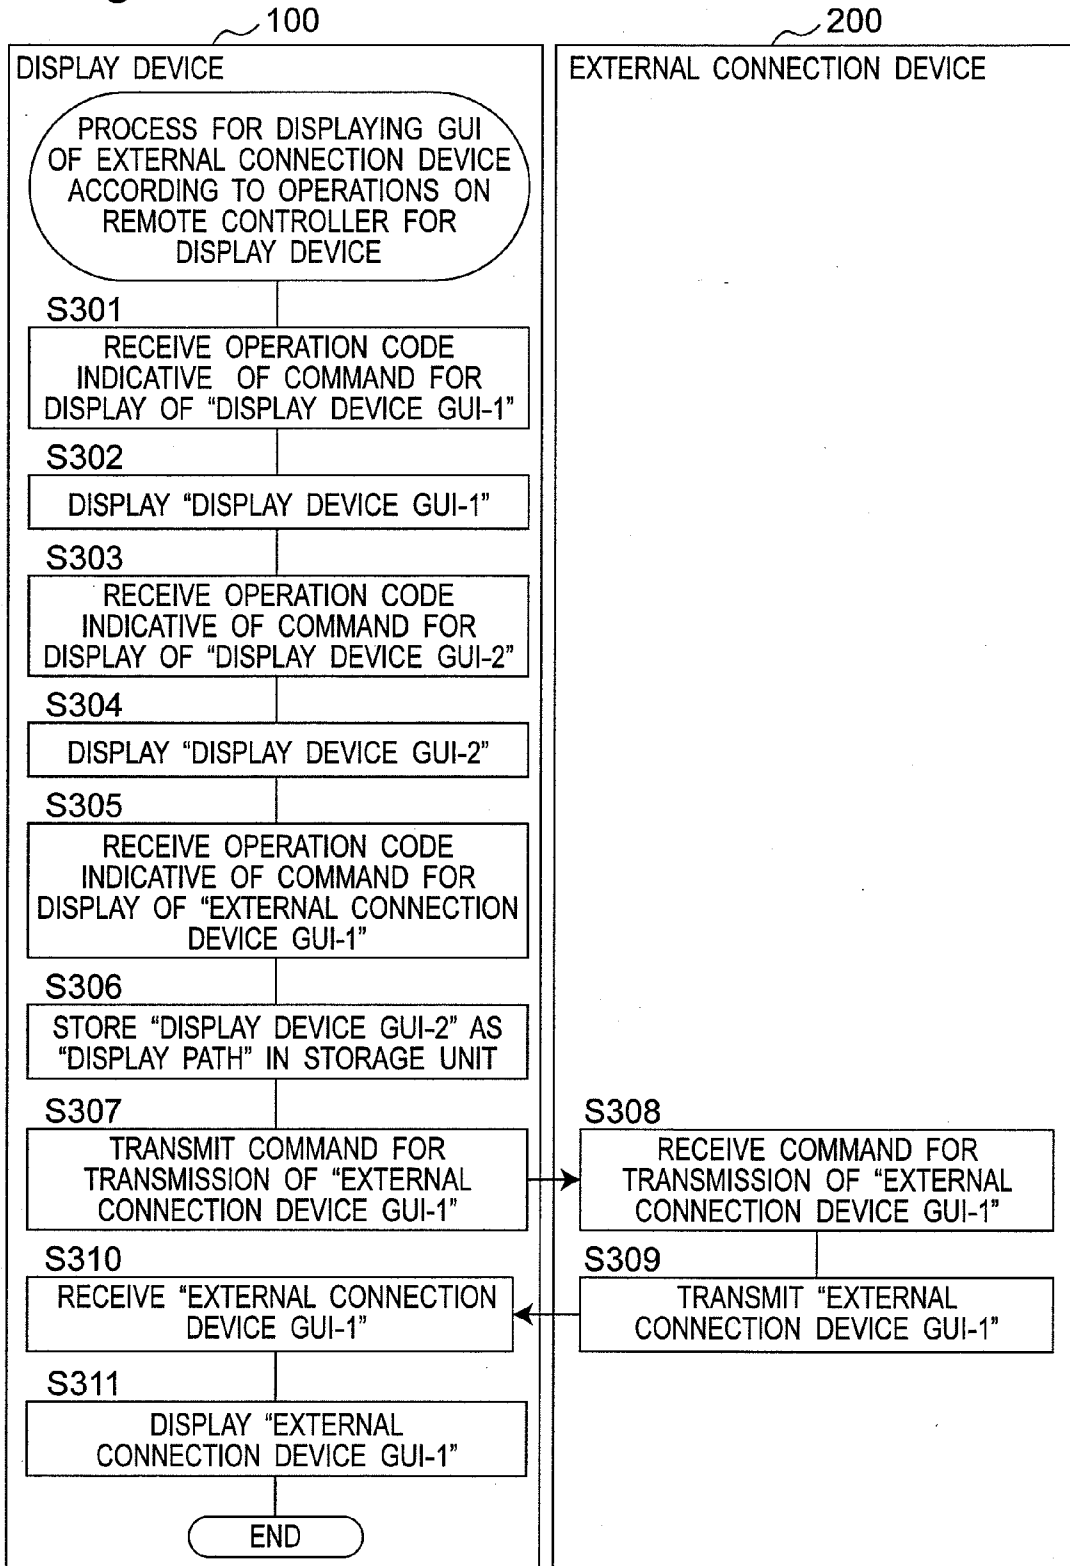 100
200
DISPLAY DEVICE
EXTERNAL CONNECTION DEVICE
PROCESS FOR DISPLAYING GUI
OF EXTERNAL CONNECTION DEVICE
ACCORDING TO OPERATIONS ON
REMOTE CONTROLLER FOR
DISPLAY DEVICE
S301
RECEIVE OPERATION CODE
INDICATIVE OF COMMAND FOR
DISPLAY OF “DISPLAY DEVICE GUI-1”
S302
DISPLAY “DISPLAY DEVICE GUI-1”
S303
RECEIVE OPERATION CODE
INDICATIVE OF COMMAND FOR
DISPLAY OF “DISPLAY DEVICE GUI-2”
S304
DISPLAY “DISPLAY DEVICE GUI-2”
S305
RECEIVE OPERATION CODE
INDICATIVE OF COMMAND FOR
DISPLAY OF “EXTERNAL CONNECTION
DEVICE GUI-1”
S306
STORE “DISPLAY DEVICE GUI-2” AS
“DISPLAY PATH” IN STORAGE UNIT
S307
TRANSMIT COMMAND FOR
TRANSMISSION OF “EXTERNAL
CONNECTION DEVICE GUI-1”
S308
RECEIVE COMMAND FOR
TRANSMISSION OF “EXTERNAL
CONNECTION DEVICE GUI-1”
S309
TRANSMIT “EXTERNAL
CONNECTION DEVICE GUI-1”
S310
RECEIVE “EXTERNAL CONNECTION
DEVICE GUI-1”
S311
DISPLAY “EXTERNAL
CONNECTION DEVICE GUI-1”
END